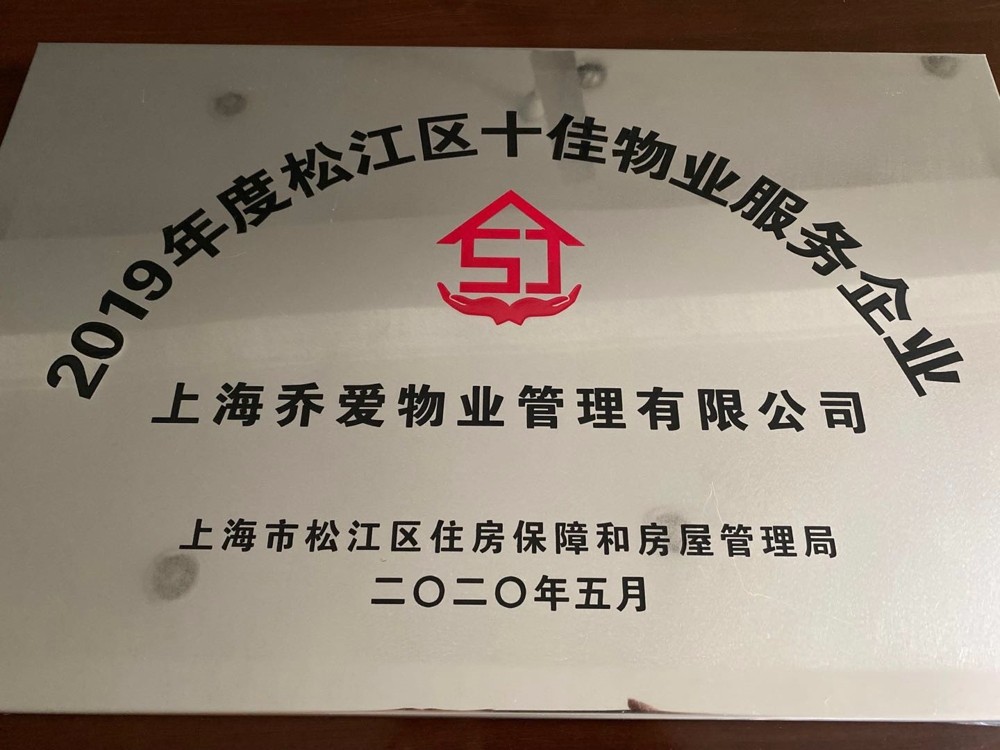 2019年度松江区十佳物业服务企业
SJ
上海乔爱物业管理有限公司
上海市松江区住房保障和房屋管理局
二〇二〇年五月